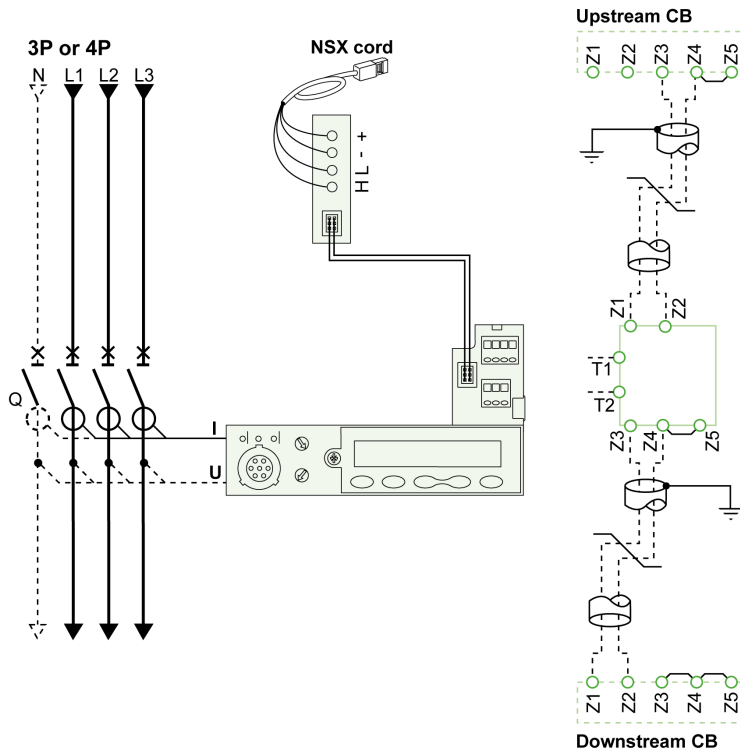 Upstream CB
3P or 4P
NSX cord
N L1 L2 L3
Z1 Z2 Z3 Z4 Z5
H L - +
Z1 Z2
T1
T2
Z3 Z4 Z5
Q
I
U
Z1 Z2 Z3 Z4 Z5
Downstream CB